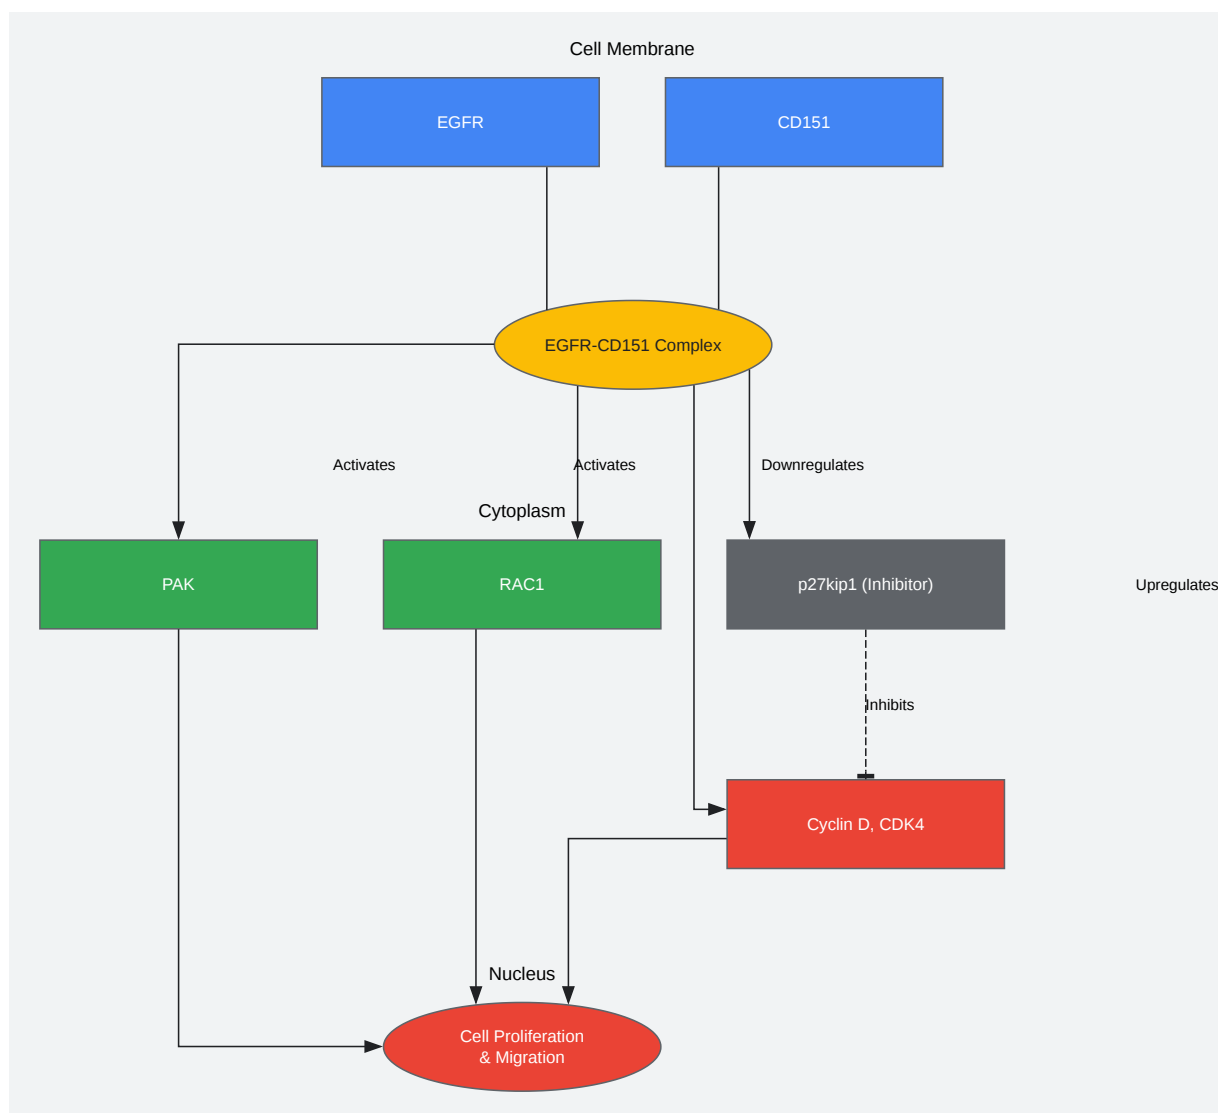 Cell Membrane
EGFR
CD151
EGFR-CD151 Complex
Activates
Activates
Downregulates
Cytoplasm
PAK
RAC1
p27kip1 (Inhibitor)
Upregulates
Inhibits
Cyclin D, CDK4
Nucleus
Cell Proliferation
& Migration